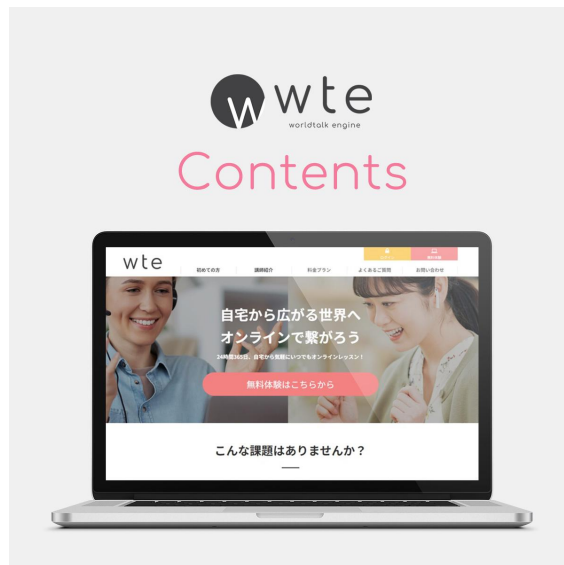 w wte
worldtalk engine
Contents
wte
初めての方 講師紹介 料金プラン よくあるご質問 お問い合わせ
自宅から広がる世界へ
オンラインで繋がろう
24時間365日、自宅から気軽にいつでもオンラインレッスン！
無料体験はこちらから
こんな課題はありませんか？